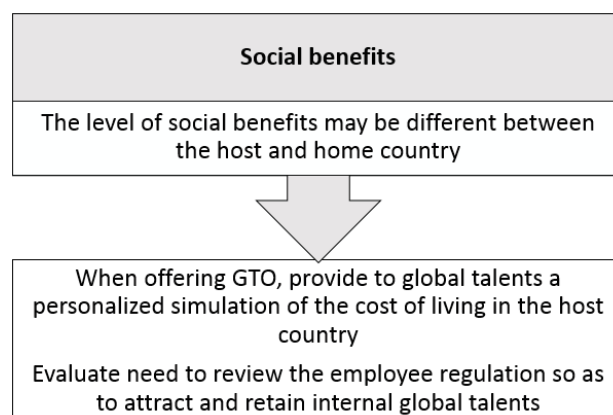 Social benefits
The level of social benefits may be different between
the host and home country
When offering GTO, provide to global talents a
personalized simulation of the cost of living in the host
country
Evaluate need to review the employee regulation so as
to attract and retain internal global talents